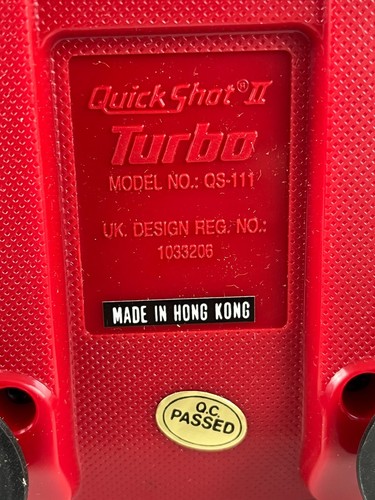 QuickShot® II
Turbo
MODEL NO.: QS-111
UK. DESIGN REG. NO.:
1033206
MADE IN HONG KONG
Q.C.
PASSED